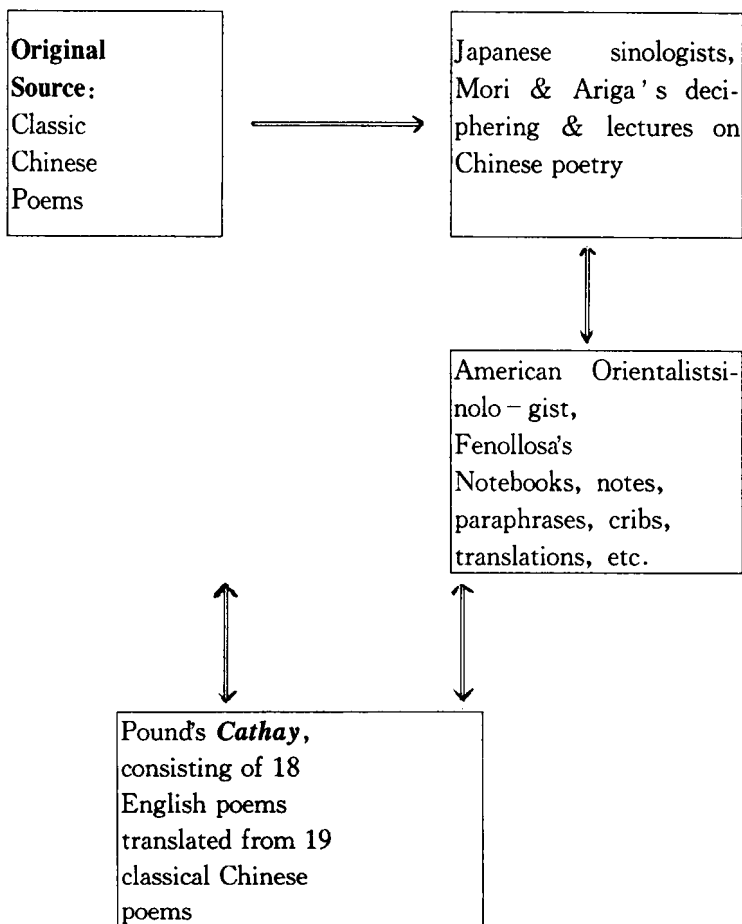 Original
Source:
Classic
Chinese
Poems
Japanese sinologists,
Mori & Ariga's deci-
phering & lectures on
Chinese poetry
American Orientalistsi-
nolo-gist,
Fenollosa's
Notebooks, notes,
paraphrases, cribs,
translations, etc.
Pound's Cathay,
consisting of 18
English poems
translated from 19
classical Chinese
poems